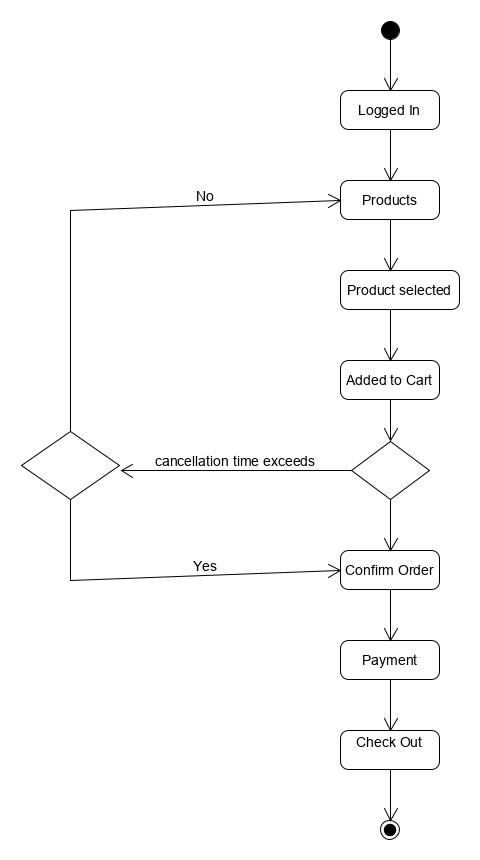 Logged In
No
Products
Product selected
Added to Cart
cancellation time exceeds
Yes
Confirm Order
Payment
Check Out